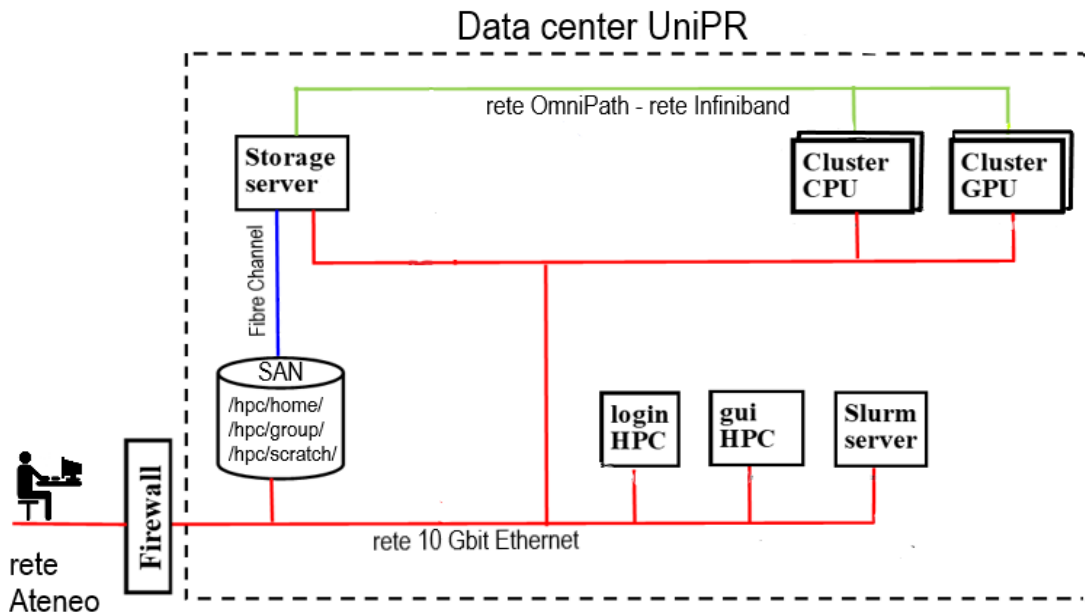 Data center UniPR
rete OmniPath - rete Infiniband
Storage
server
Cluster
CPU
Cluster
GPU
Fibre Channel
SAN
/hpc/home/
/hpc/group/
/hpc/scratch/
login
HPC
gui
HPC
Slurm
server
Firewall
rete 10 Gbit Ethernet
rete
Ateneo